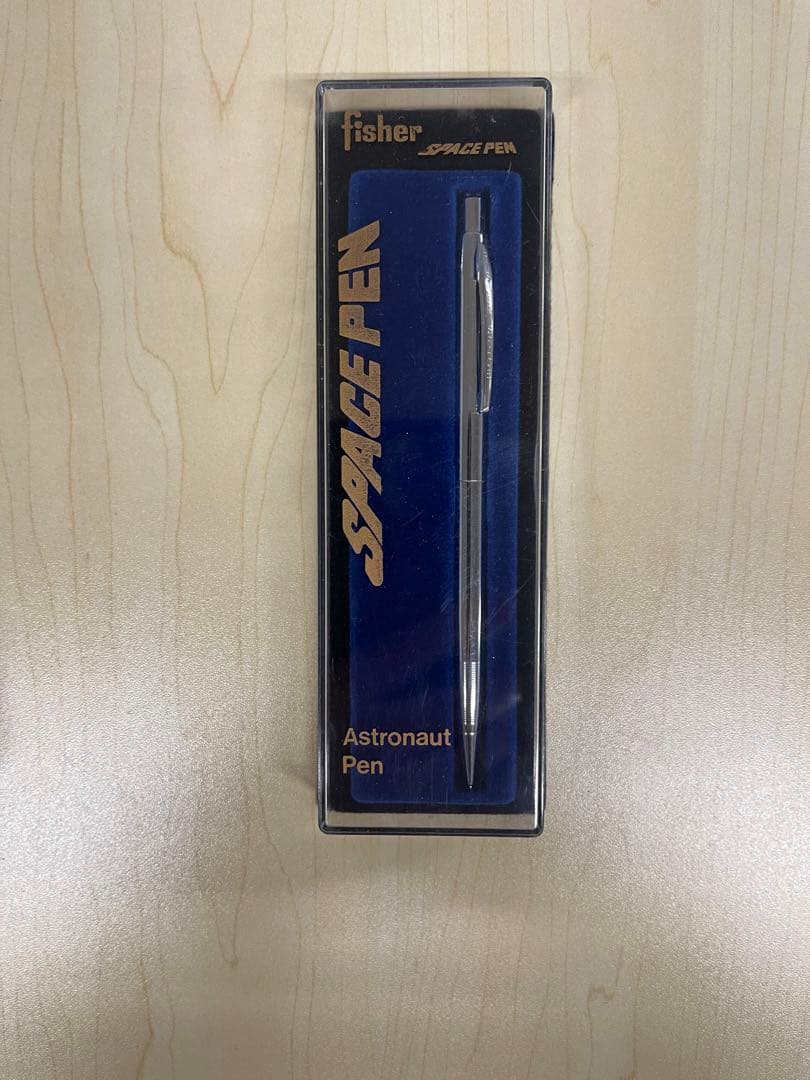 fisher
SPACE PEN
SPACE PEN
Astronaut
Pen